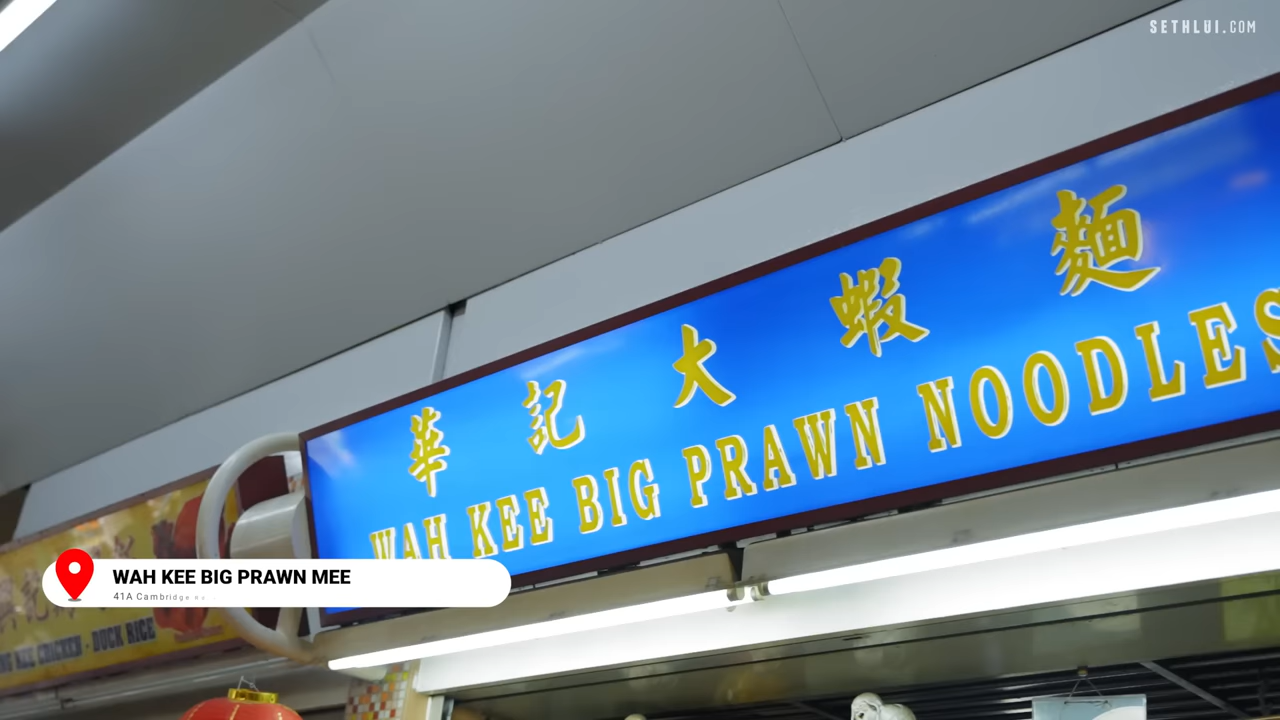 SETHLUI.COM
華記大蝦麵
WAH KEE BIG PRAWN NOODLES
WAH KEE BIG PRAWN MEE
41A Cambridge
CHICKEN · DUCK RICE